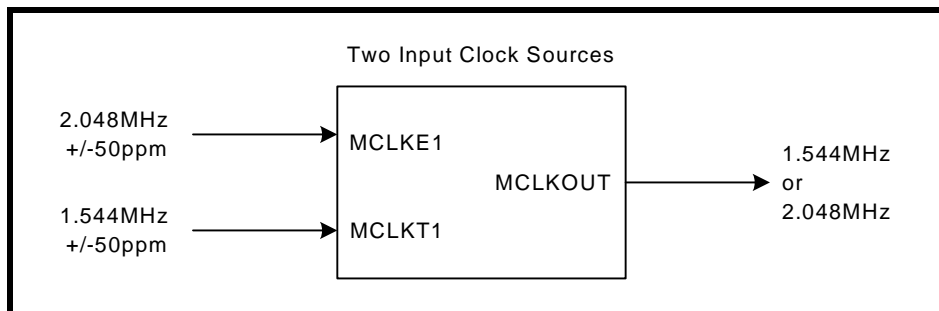 Two Input Clock Sources
2.048MHz
+/-50ppm
MCLKE1
MCLKOUT
1.544MHz
or
2.048MHz
1.544MHz
+/-50ppm
MCLKT1